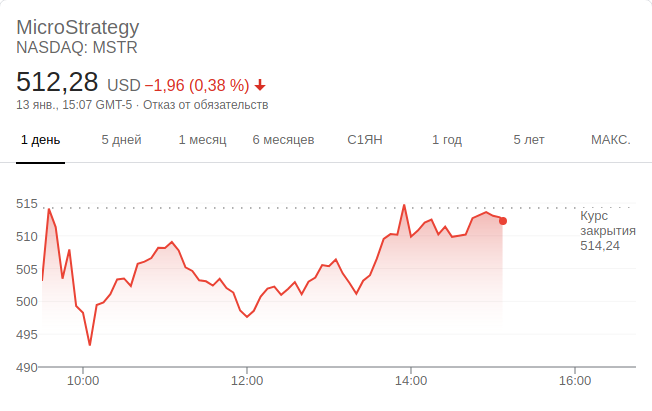 MicroStrategy
NASDAQ: MSTR
512,28 USD −1,96 (0,38 %)
13 янв., 15:07 GMT-5 · Отказ от обязательств
1 день 5 дней 1 месяц 6 месяцев С1ЯН 1 год 5 лет МАКС.
515
Курс
закрытия
514,24
510
505
500
495
490
10:00 12:00 14:00 16:00